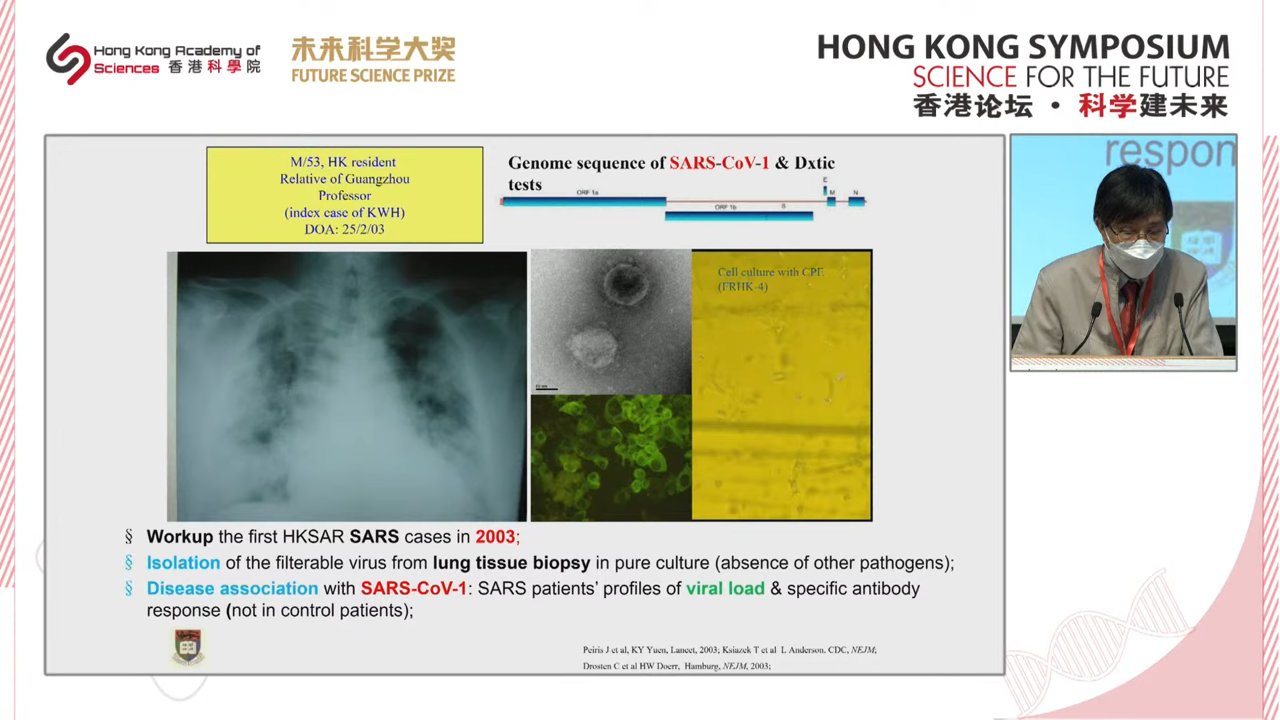 Hong Kong Academy of
Sciences 香港科學院
未来科学大奖
FUTURE SCIENCE PRIZE
HONG KONG SYMPOSIUM
SCIENCE FOR THE FUTURE
香港论坛 · 科学建未来
M/53, HK resident
Relative of Guangzhou
Professor
(index case of KWH)
DOA: 25/2/03
Genome sequence of SARS-CoV-1 & Dxtic
tests
ORF 1a
ORF 1b
S
E
M
N
respon
Cell culture with CPE
(FRHK-4)
§ Workup the first HKSAR SARS cases in 2003;
§ Isolation of the filterable virus from lung tissue biopsy in pure culture (absence of other pathogens);
§ Disease association with SARS-CoV-1: SARS patients' profiles of viral load & specific antibody
response (not in control patients);
Peiris J et al, KY Yuen, Lancet, 2003; Ksiazek T et al L Anderson. CDC, NEJM;
Drosten C et al HW Doerr, Hamburg, NEJM, 2003;